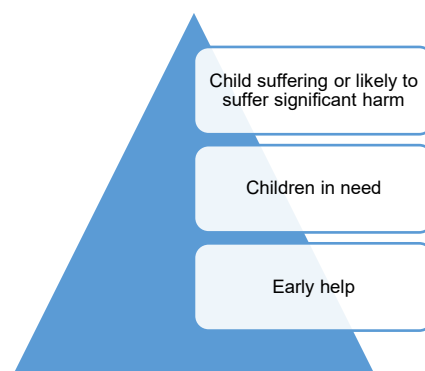 Child suffering or likely to
suffer significant harm
Children in need
Early help